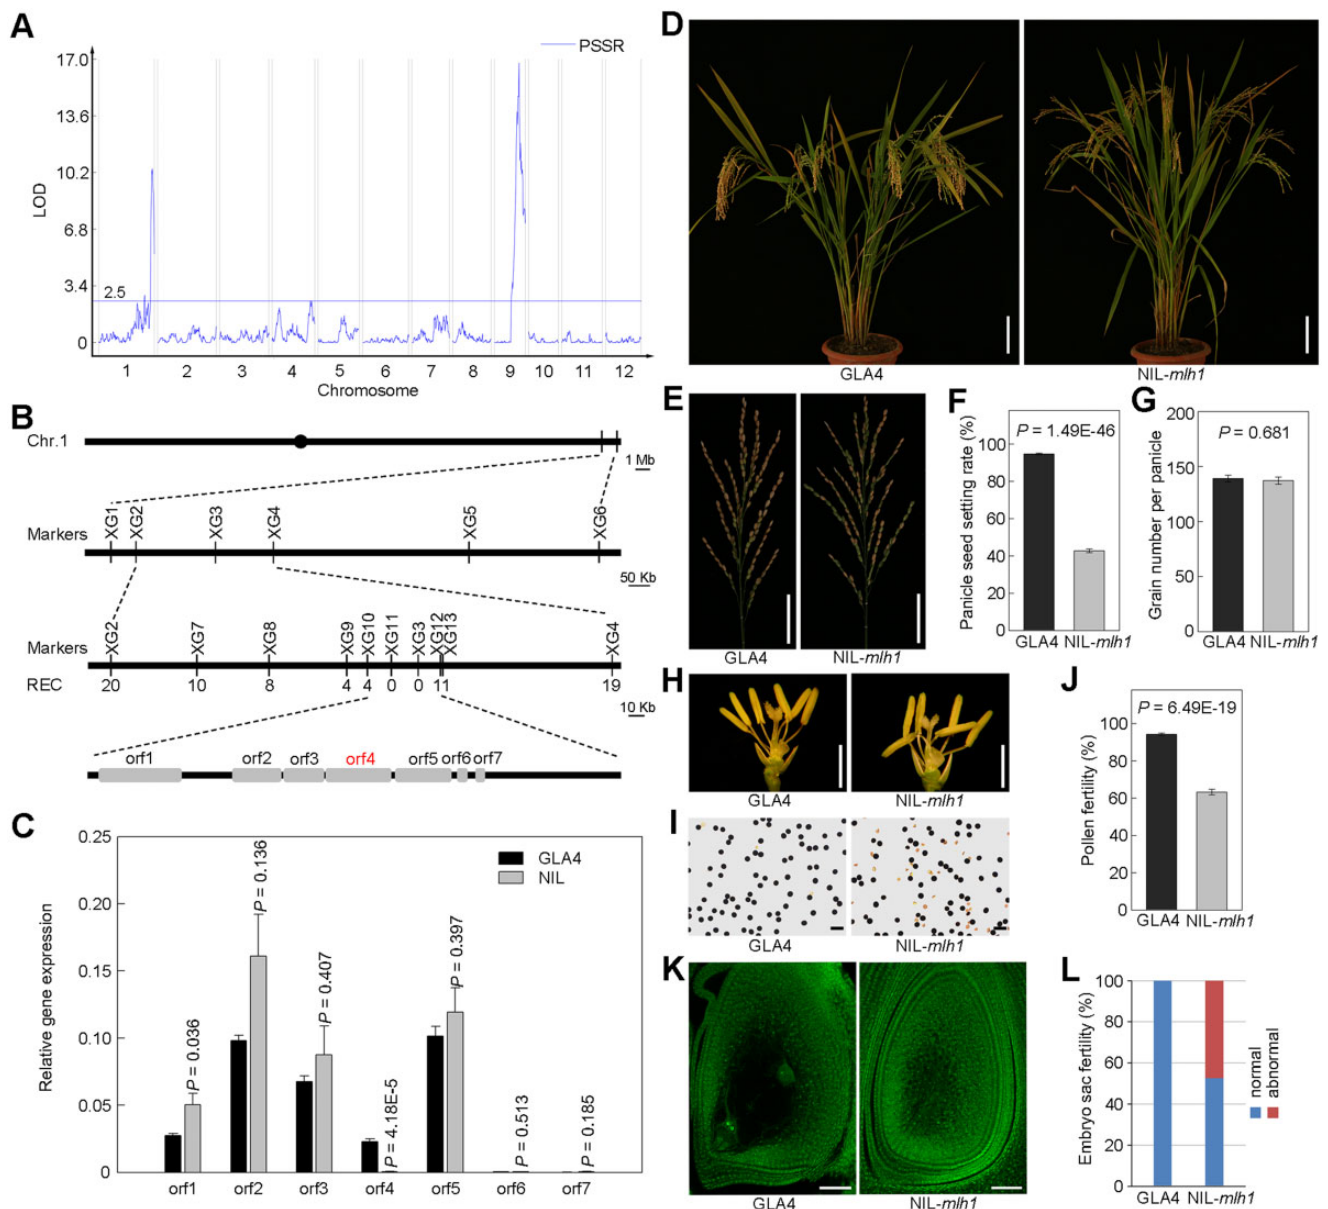 A
PSSR
17.0
13.6
10.2
6.8
3.4
0
2.5
LOD
1 2 3 4 5 6 7 8 9 10 11 12
Chromosome
B
Chr.1
1 Mb
Markers
XG1 XG2 XG3 XG4 XG5 XG6
50 Kb
Markers
XG2 XG7 XG8 XG9 XG10 XG11 XG3 XG12 XG13 XG4
REC
20 10 8 4 4 0 0 1 1 19
10 Kb
orf1 orf2 orf3 orf4 orf5 orf6 orf7
C
Relative gene expression
0.25
0.20
0.15
0.10
0.05
0
GLA4
NIL
P = 0.036
P = 0.136
P = 0.407
P = 4.18E-5
P = 0.397
P = 0.513
P = 0.185
orf1 orf2 orf3 orf4 orf5 orf6 orf7
D
GLA4 NIL-mlh1
E
GLA4 NIL-mlh1
F
Panicle seed setting rate (%)
100
80
60
40
20
0
P = 1.49E-46
GLA4 NIL-mlh1
G
Grain number per panicle
200
150
100
50
0
P = 0.681
GLA4 NIL-mlh1
H
GLA4 NIL-mlh1
I
GLA4 NIL-mlh1
J
Pollen fertility (%)
100
80
60
40
20
0
P = 6.49E-19
GLA4 NIL-mlh1
K
GLA4 NIL-mlh1
L
Embryo sac fertility (%)
100
80
60
40
20
0
GLA4 NIL-mlh1
normal
abnormal